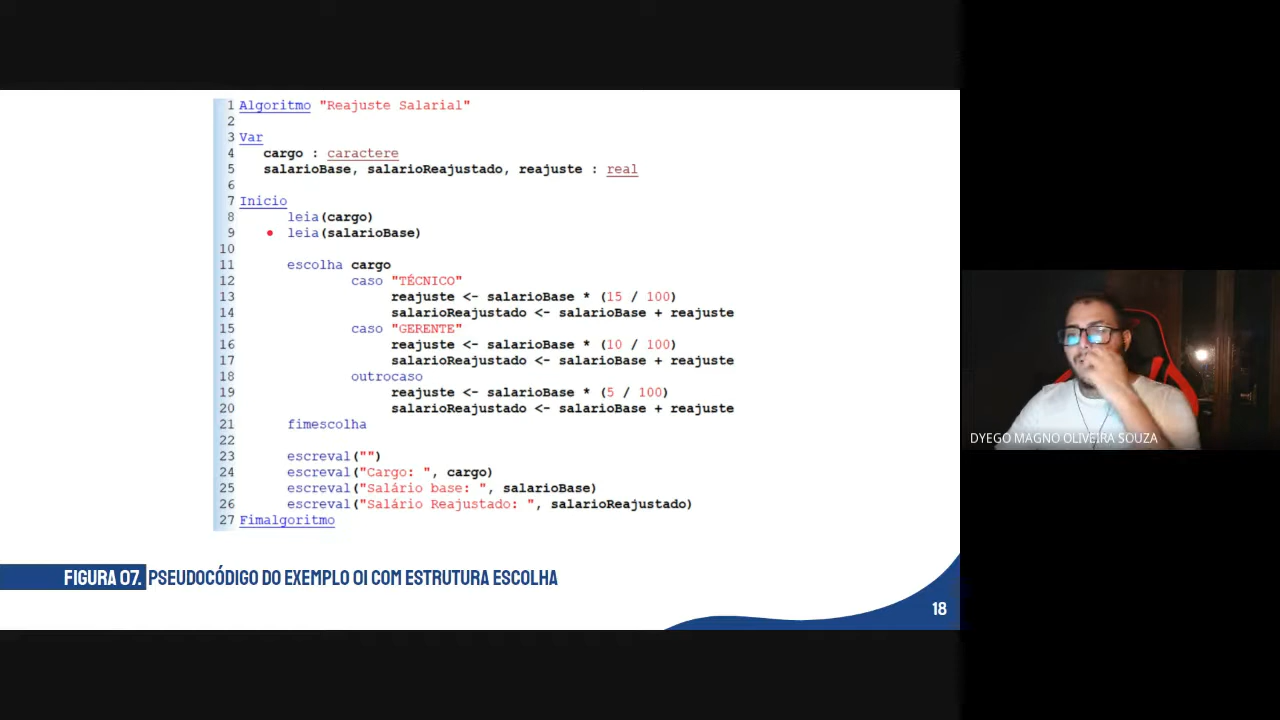 1 Algoritmo "Reajuste Salarial"
2
3 Var
4 cargo : caractere
5 salarioBase, salarioReajustado, reajuste : real
6
7 Inicio
8 leia(cargo)
9 leia(salarioBase)
10
11 escolha cargo
12 caso "TÉCNICO"
13 reajuste <- salarioBase * (15 / 100)
14 salarioReajustado <- salarioBase + reajuste
15 caso "GERENTE"
16 reajuste <- salarioBase * (10 / 100)
17 salarioReajustado <- salarioBase + reajuste
18 outrocaso
19 reajuste <- salarioBase * (5 / 100)
20 salarioReajustado <- salarioBase + reajuste
21 fimescolha
22
23 escreval("")
24 escreval("Cargo: ", cargo)
25 escreval("Salário base: ", salarioBase)
26 escreval("Salário Reajustado: ", salarioReajustado)
27 Fimalgoritmo
FIGURA 07. PSEUDOCÓDIGO DO EXEMPLO 01 COM ESTRUTURA ESCOLHA
18
DYEGO MAGNO OLIVEIRA SOUZA